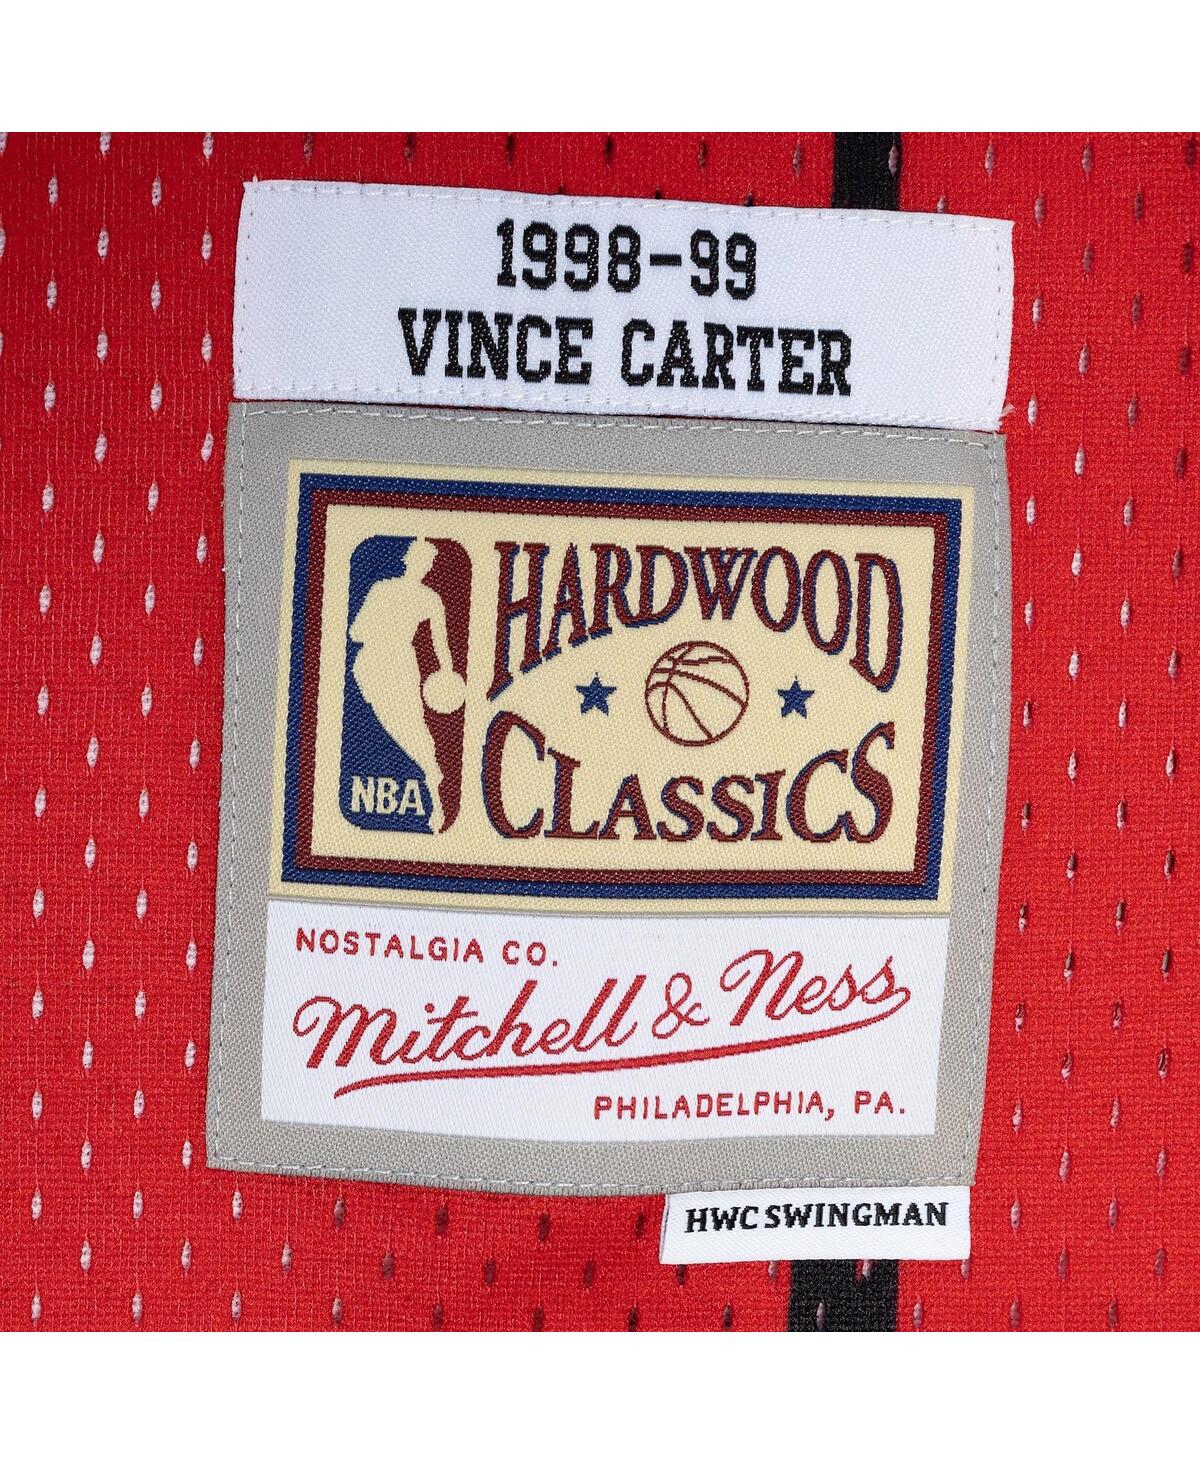 1998-99
VINCE CARTER
HARDWOOD
CLASSICS
NBA
NOSTALGIA CO.
Mitchell & Ness
PHILADELPHIA, PA.
HWC SWINGMAN